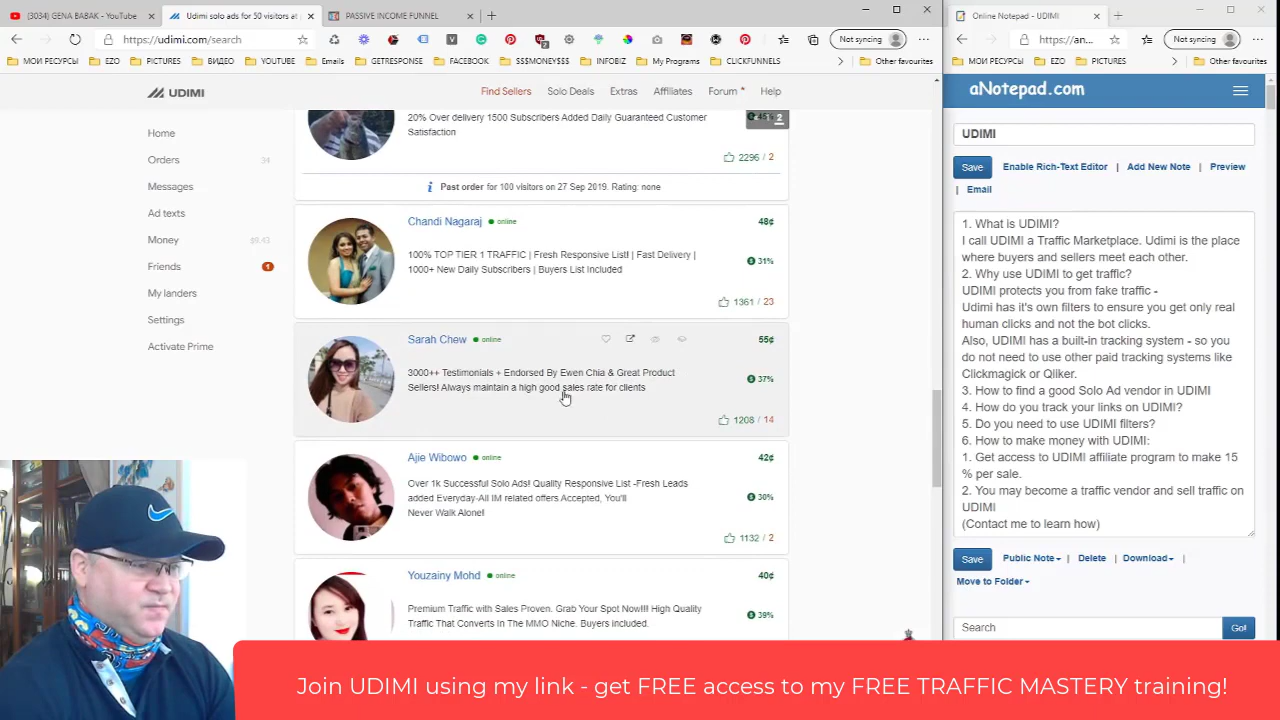 (3034) GENA BABAK - YouTube
Udimi solo ads for 50 visitors at
PASSIVE INCOME FUNNEL
Online Notepad - UDIMI
https://udimi.com/search
Not syncing
https://an...
Not syncing
МОИ РЕСУРСЫ
EZO
PICTURES
ВИДЕО
YOUTUBE
Emails
GETRESPONSE
FACEBOOK
$$$MONEY$$$
INFOBIZ
My Programs
CLICKFUNNELS
Other favourites
МОИ РЕСУРСЫ
EZO
PICTURES
Other favourites
UDIMI
Find Sellers
Solo Deals
Extras
Affiliates
Forum
Help
Home
Orders 34
Messages
Ad texts
Money $9.43
Friends 1
My landers
Settings
Activate Prime
20% Over delivery 1500 Subscribers Added Daily Guaranteed Customer
Satisfaction
45%
2
2296 / 2
Past order for 100 visitors on 27 Sep 2019. Rating: none
Chandi Nagaraj online 48¢
100% TOP TIER 1 TRAFFIC | Fresh Responsive List! | Fast Delivery |
1000+ New Daily Subscribers | Buyers List Included
31%
1361 / 23
Sarah Chew online 55¢
3000++ Testimonials + Endorsed By Ewen Chia & Great Product
Sellers! Always maintain a high good sales rate for clients
37%
1208 / 14
Ajie Wibowo online 42¢
Over 1k Successful Solo Ads! Quality Responsive List -Fresh Leads
added Everyday-All IM related offers Accepted, You'll
Never Walk Alone!
30%
1132 / 2
Youzainy Mohd online 40¢
Premium Traffic with Sales Proven. Grab Your Spot Now!!!! High Quality
Traffic That Converts In The MMO Niche. Buyers included.
39%
aNotepad.com
UDIMI
Save
Enable Rich-Text Editor
Add New Note
Preview
| Email
1. What is UDIMI?
I call UDIMI a Traffic Marketplace. Udimi is the place
where buyers and sellers meet each other.
2. Why use UDIMI to get traffic?
UDIMI protects you from fake traffic -
Udimi has it's own filters to ensure you get only real
human clicks and not the bot clicks.
Also, UDIMI has a built-in tracking system - so you
do not need to use other paid tracking systems like
Clickmagick or Qliker.
3. How to find a good Solo Ad vendor in UDIMI
4. How do you track your links on UDIMI?
5. Do you need to use UDIMI filters?
6. How to make money with UDIMI:
1. Get access to UDIMI affiliate program to make 15
% per sale.
2. You may become a traffic vendor and sell traffic on
UDIMI
(Contact me to learn how)
Save
Public Note
| Delete
Download |
Move to Folder
Search
Go!
Join UDIMI using my link - get FREE access to my FREE TRAFFIC MASTERY training!